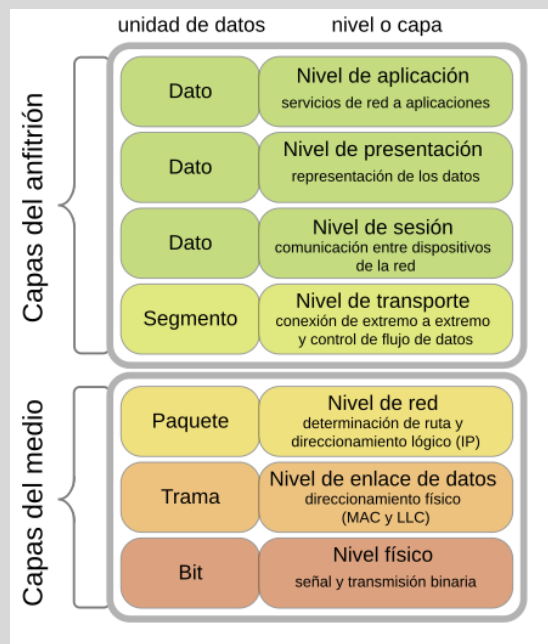 unidad de datos
nivel o capa
Capas del anfitrión
Dato
Nivel de aplicación
servicios de red a aplicaciones
Dato
Nivel de presentación
representación de los datos
Dato
Nivel de sesión
comunicación entre dispositivos
de la red
Segmento
Nivel de transporte
conexión de extremo a extremo
y control de flujo de datos
Capas del medio
Paquete
Nivel de red
determinación de ruta y
direccionamiento lógico (IP)
Trama
Nivel de enlace de datos
direccionamiento físico
(MAC y LLC)
Bit
Nivel físico
señal y transmisión binaria